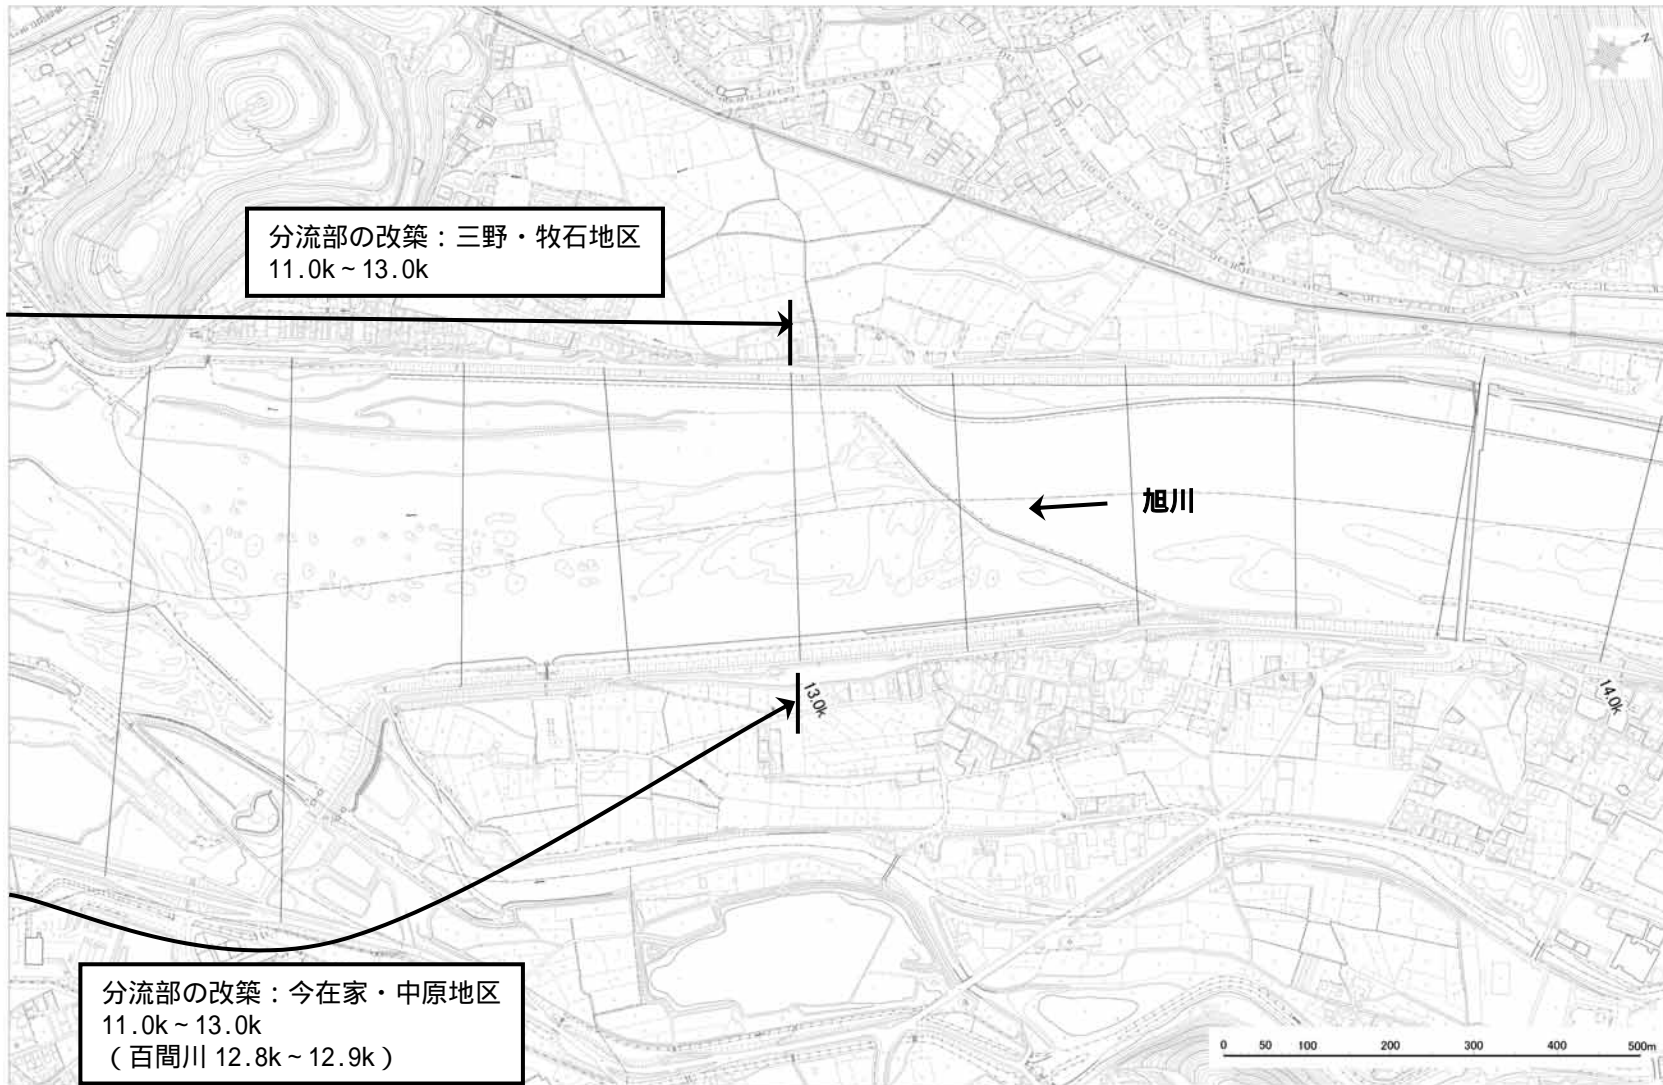 N
分流部の改築：三野・牧石地区
11.0k～13.0k
旭川
13.0k
14.0k
分流部の改築：今在家・中原地区
11.0k～13.0k
（百間川 12.8k～12.9k）
0 50 100 200 300 400 500m